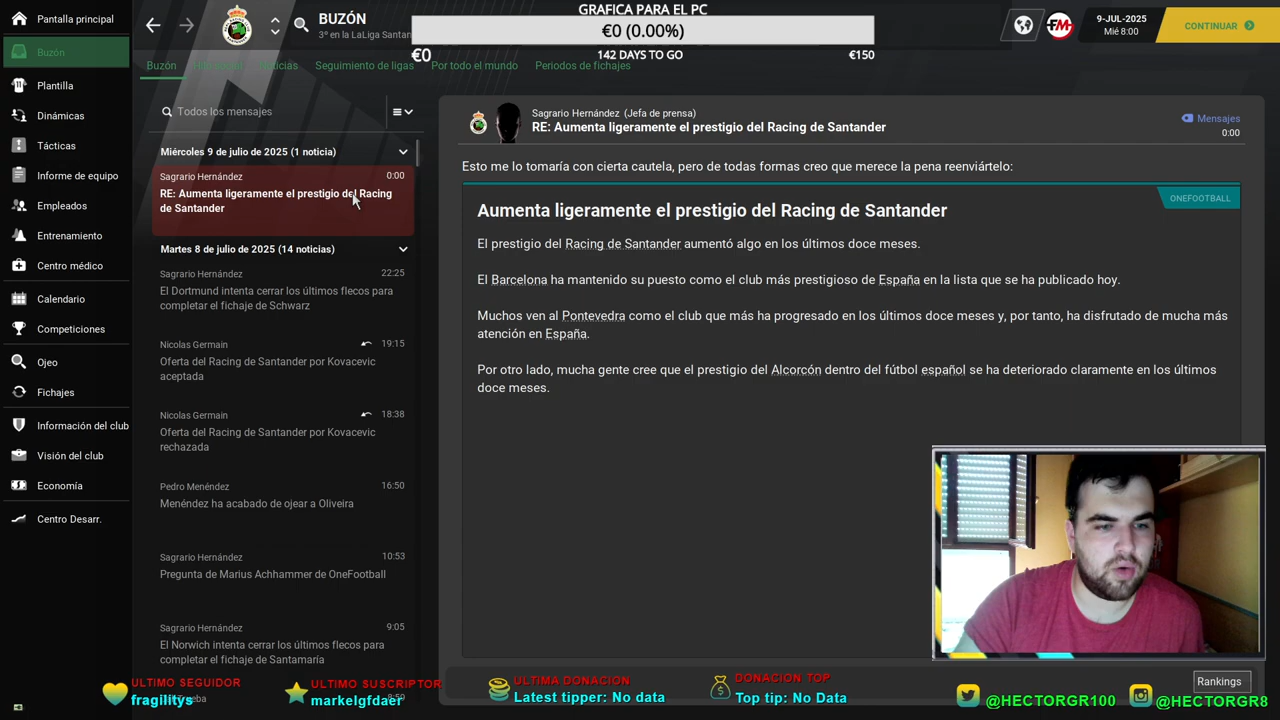 Pantalla principal
Buzón
Plantilla
Dinámicas
Tácticas
Informe de equipo
Empleados
Entrenamiento
Centro médico
Calendario
Competiciones
Ojeo
Fichajes
Información del club
Visión del club
Economía
Centro Desarr.
BUZÓN
3º en la LaLiga Santan
GRAFICA PARA EL PC
€0 (0.00%)
€0
142 DAYS TO GO
€150
FM
9-JUL-2025
Mié 8:00
CONTINUAR
Buzón
Noticias
Seguimiento de ligas
Por todo el mundo
Periodos de fichajes
Todos los mensajes
Miércoles 9 de julio de 2025 (1 noticia)
Sagrario Hernández 0:00
RE: Aumenta ligeramente el prestigio del Racing
de Santander
Martes 8 de julio de 2025 (14 noticias)
Sagrario Hernández 22:25
El Dortmund intenta cerrar los últimos flecos para
completar el fichaje de Schwarz
Nicolas Germain 19:15
Oferta del Racing de Santander por Kovacevic
aceptada
Nicolas Germain 18:38
Oferta del Racing de Santander por Kovacevic
rechazada
Pedro Menéndez 16:50
Menéndez ha acabado de ojear a Oliveira
Sagrario Hernández 10:53
Pregunta de Marius Achhammer de OneFootball
Sagrario Hernández 9:05
El Norwich intenta cerrar los últimos flecos para
completar el fichaje de Santamaría
Sagrario Hernández (Jefa de prensa)
RE: Aumenta ligeramente el prestigio del Racing de Santander
Mensajes
0:00
Esto me lo tomaría con cierta cautela, pero de todas formas creo que merece la pena reenviártelo:
ONEFOOTBALL
Aumenta ligeramente el prestigio del Racing de Santander
El prestigio del Racing de Santander aumentó algo en los últimos doce meses.
El Barcelona ha mantenido su puesto como el club más prestigioso de España en la lista que se ha publicado hoy.
Muchos ven al Pontevedra como el club que más ha progresado en los últimos doce meses y, por tanto, ha disfrutado de mucha más
atención en España.
Por otro lado, mucha gente cree que el prestigio del Alcorcón dentro del fútbol español se ha deteriorado claramente en los últimos
doce meses.
Rankings
ULTIMO SEGUIDOR
fragilitys
ULTIMO SUSCRIPTOR
markelgfdaer
ULTIMA DONACION
Latest tipper: No data
DONACION TOP
Top tip: No Data
@HECTORGR100
@HECTORGR8